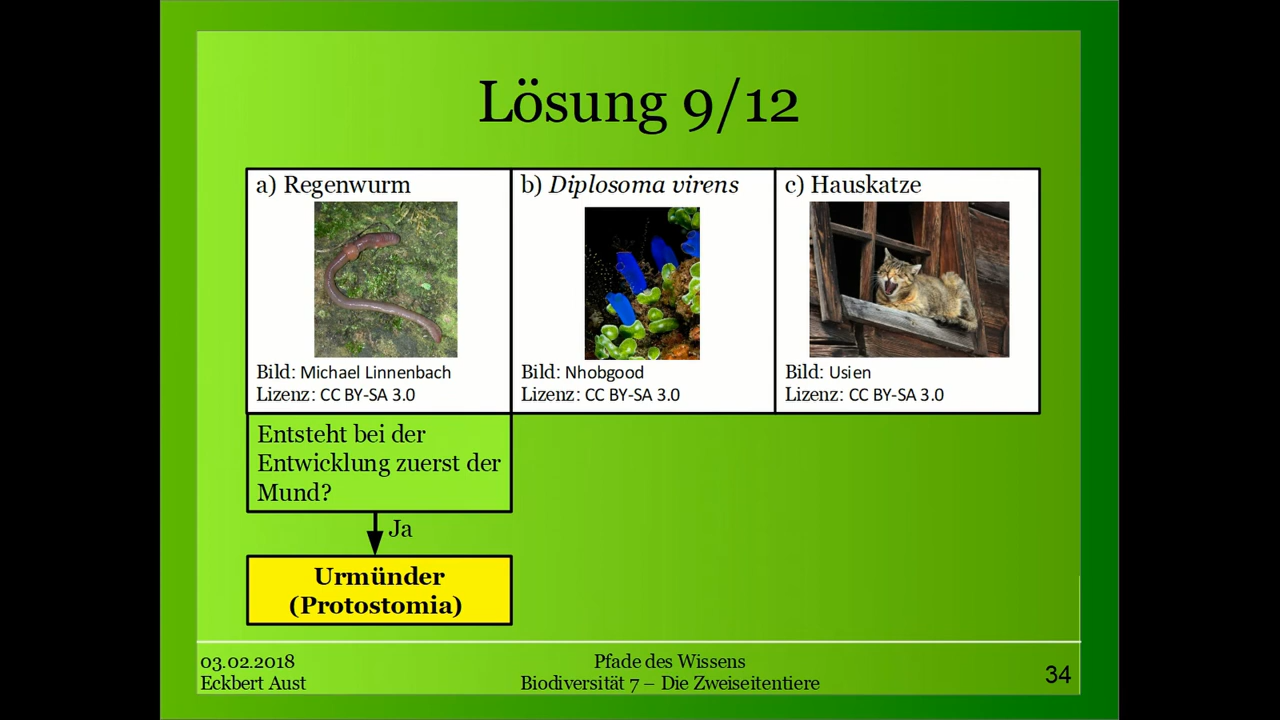 Lösung 9/12
a) Regenwurm
Bild: Michael Linnenbach
Lizenz: CC BY-SA 3.0
b) Diplosoma virens
Bild: Nhobgood
Lizenz: CC BY-SA 3.0
c) Hauskatze
Bild: Usien
Lizenz: CC BY-SA 3.0
Entsteht bei der
Entwicklung zuerst der
Mund?
Ja
Urmünder
(Protostomia)
03.02.2018
Eckbert Aust
Pfade des Wissens
Biodiversität 7 – Die Zweiseitentiere
34